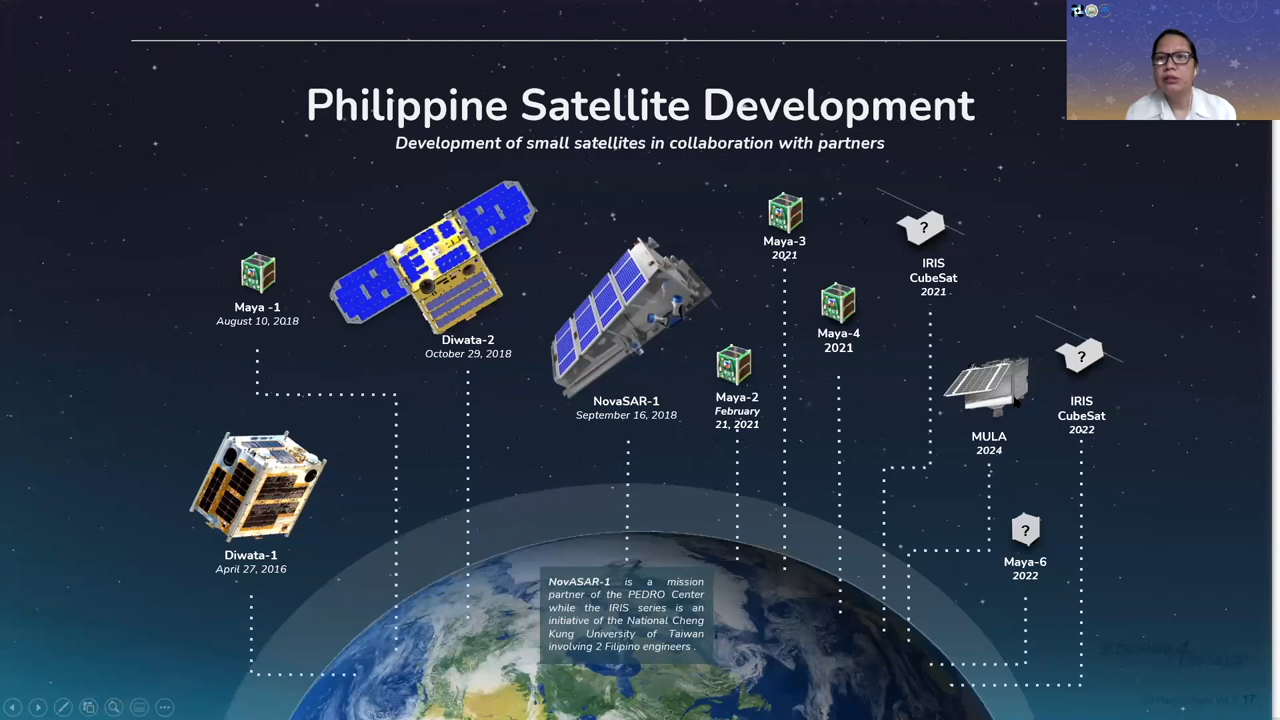 Philippine Satellite Development
Development of small satellites in collaboration with partners
Maya -1
August 10, 2018
Diwata-2
October 29, 2018
NovaSAR-1
September 16, 2018
Maya-2
February
21, 2021
Maya-3
2021
Maya-4
2021
?
IRIS
CubeSat
2021
MULA
2024
?
IRIS
CubeSat
2022
Diwata-1
April 27, 2016
?
Maya-6
2022
NovASAR-1 is a mission
partner of the PEDRO Center
while the IRIS series is an
initiative of the National Cheng
Kung University of Taiwan
involving 2 Filipino engineers .
17